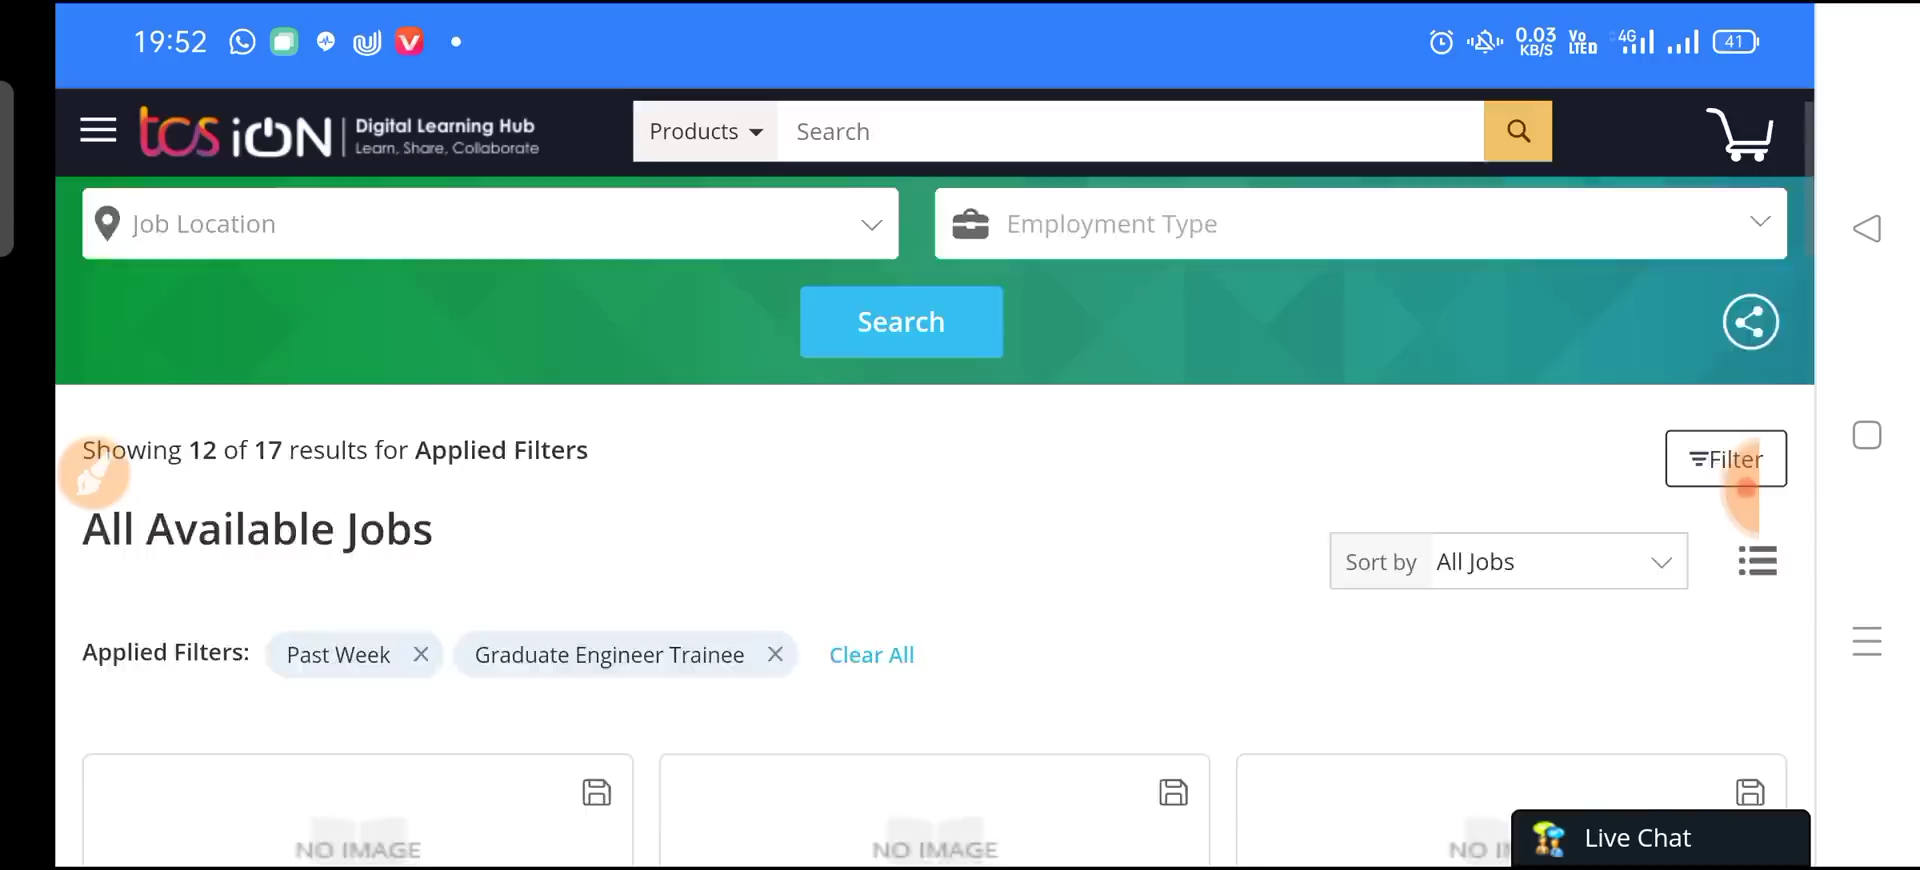 19:52
0.03 KB/S Vo LTED 4G 41
tcs iON | Digital Learning Hub
Learn, Share, Collaborate
Products Search
Job Location
Employment Type
Search
Showing 12 of 17 results for Applied Filters
Filter
All Available Jobs
Sort by All Jobs
Applied Filters: Past Week Graduate Engineer Trainee Clear All
NO IMAGE NO IMAGE NO
Live Chat